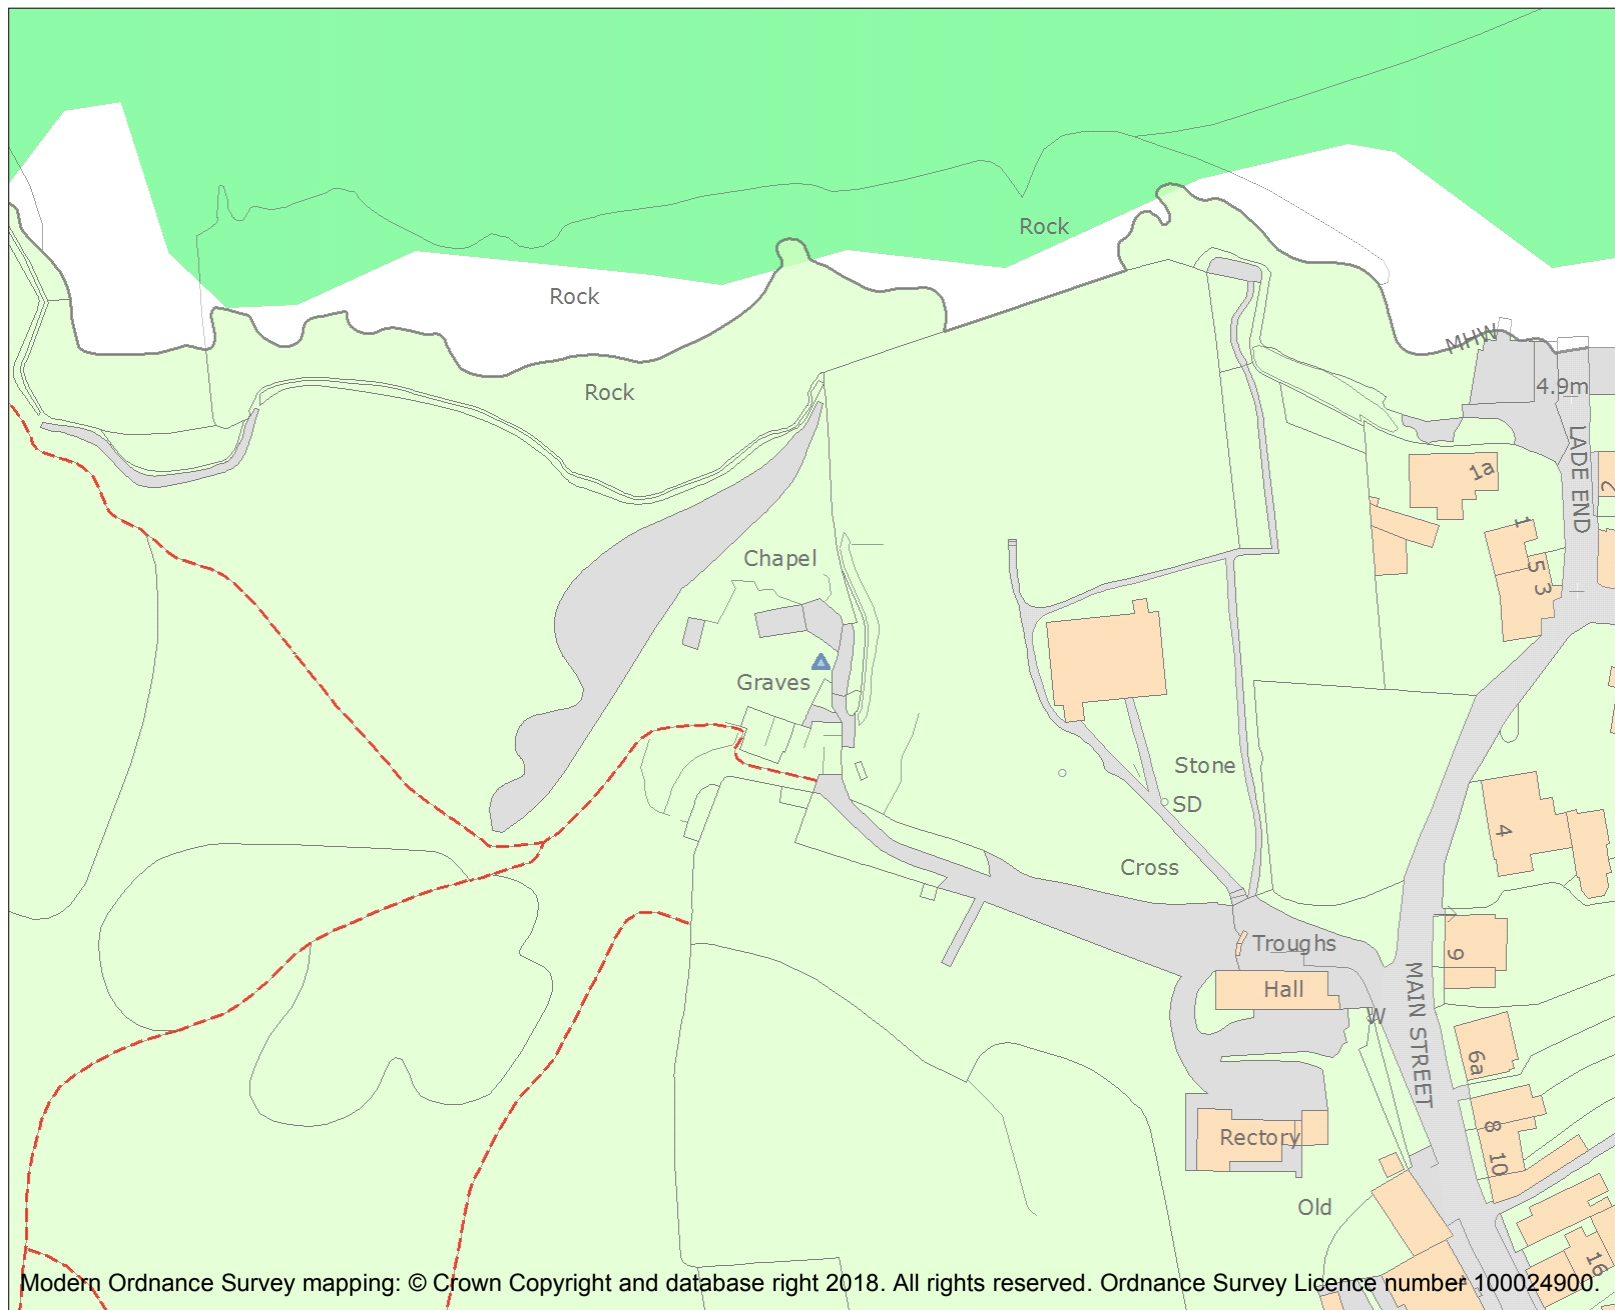 Rock
Rock
Rock
MHW
4.9m
LADE END
1a
2
1
5
3
Chapel
Graves
Stone
SD
Cross
4
Troughs
Hall
W
MAIN STREET
9
6a
Rectory
8
10
Old
16
Modern Ordnance Survey mapping: © Crown Copyright and database right 2018. All rights reserved. Ordnance Survey Licence number 100024900.